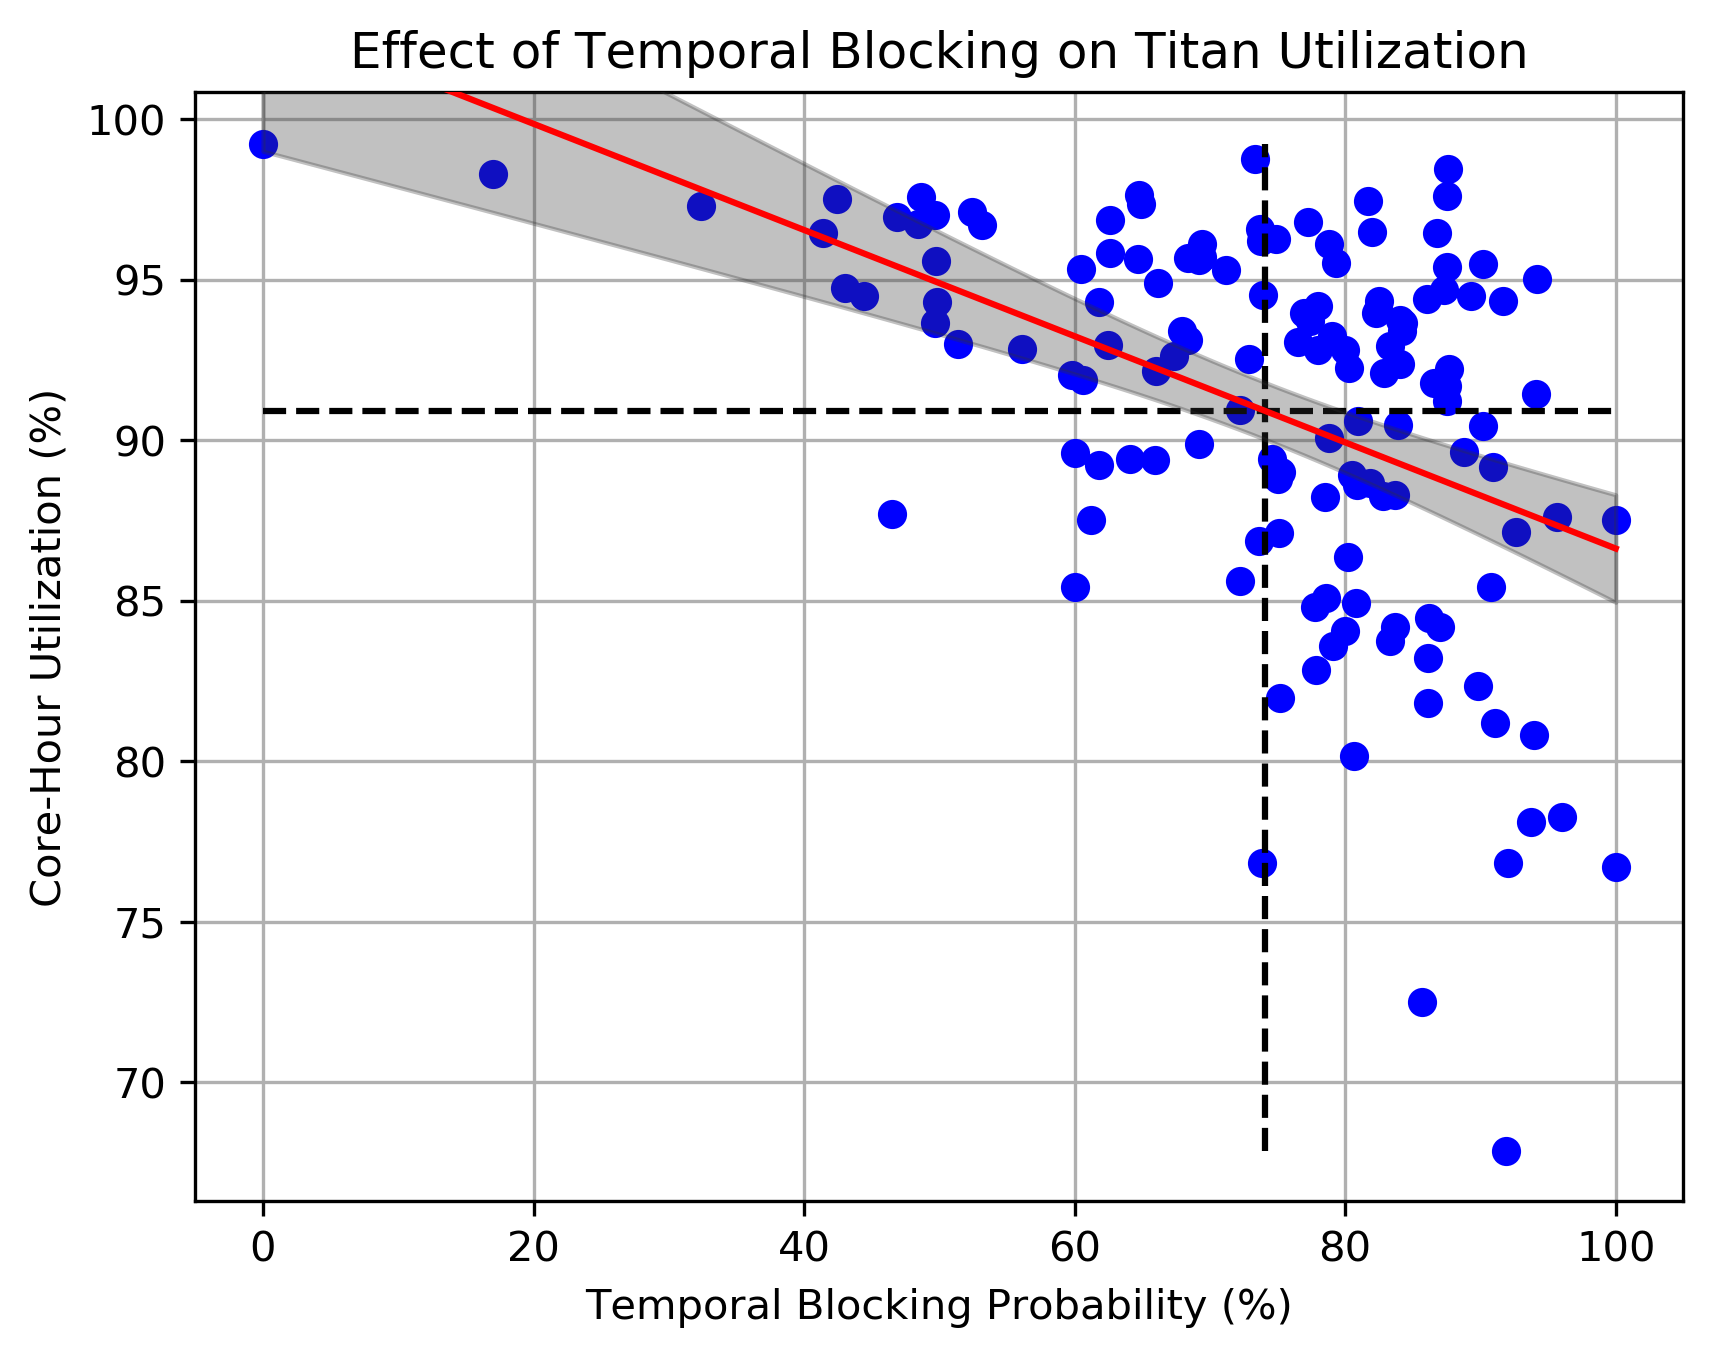 Effect of Temporal Blocking on Titan Utilization
100
95
90
85
80
75
70
Core-Hour Utilization (%)
0 20 40 60 80 100
Temporal Blocking Probability (%)